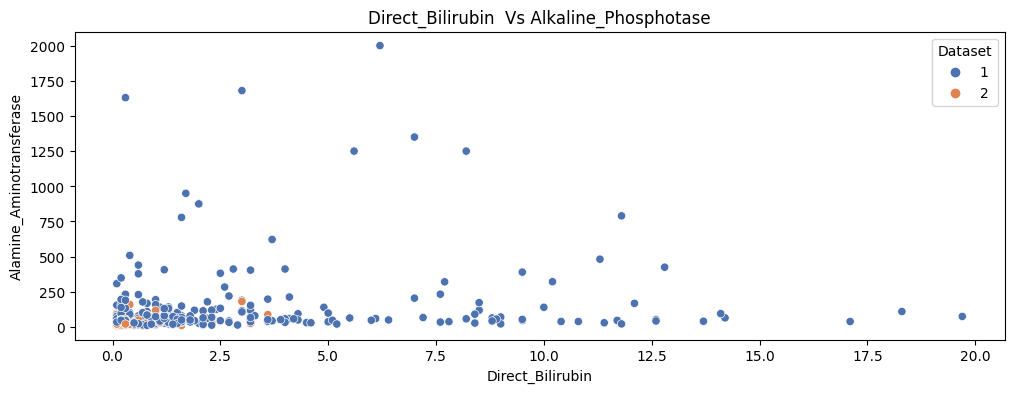 Direct_Bilirubin  Vs Alkaline_Phosphotase
Alamine_Aminotransferase
2000
1750
1500
1250
1000
750
500
250
0
Dataset
1
2
0.0 2.5 5.0 7.5 10.0 12.5 15.0 17.5 20.0
Direct_Bilirubin